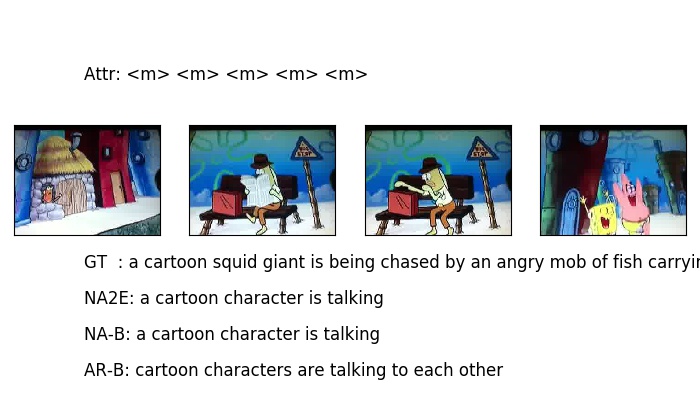 Attr: <m> <m> <m> <m> <m>
GT  : a cartoon squid giant is being chased by an angry mob of fish
NA2E: a cartoon character is talking
NA-B: a cartoon character is talking
AR-B: cartoon characters are talking to each other